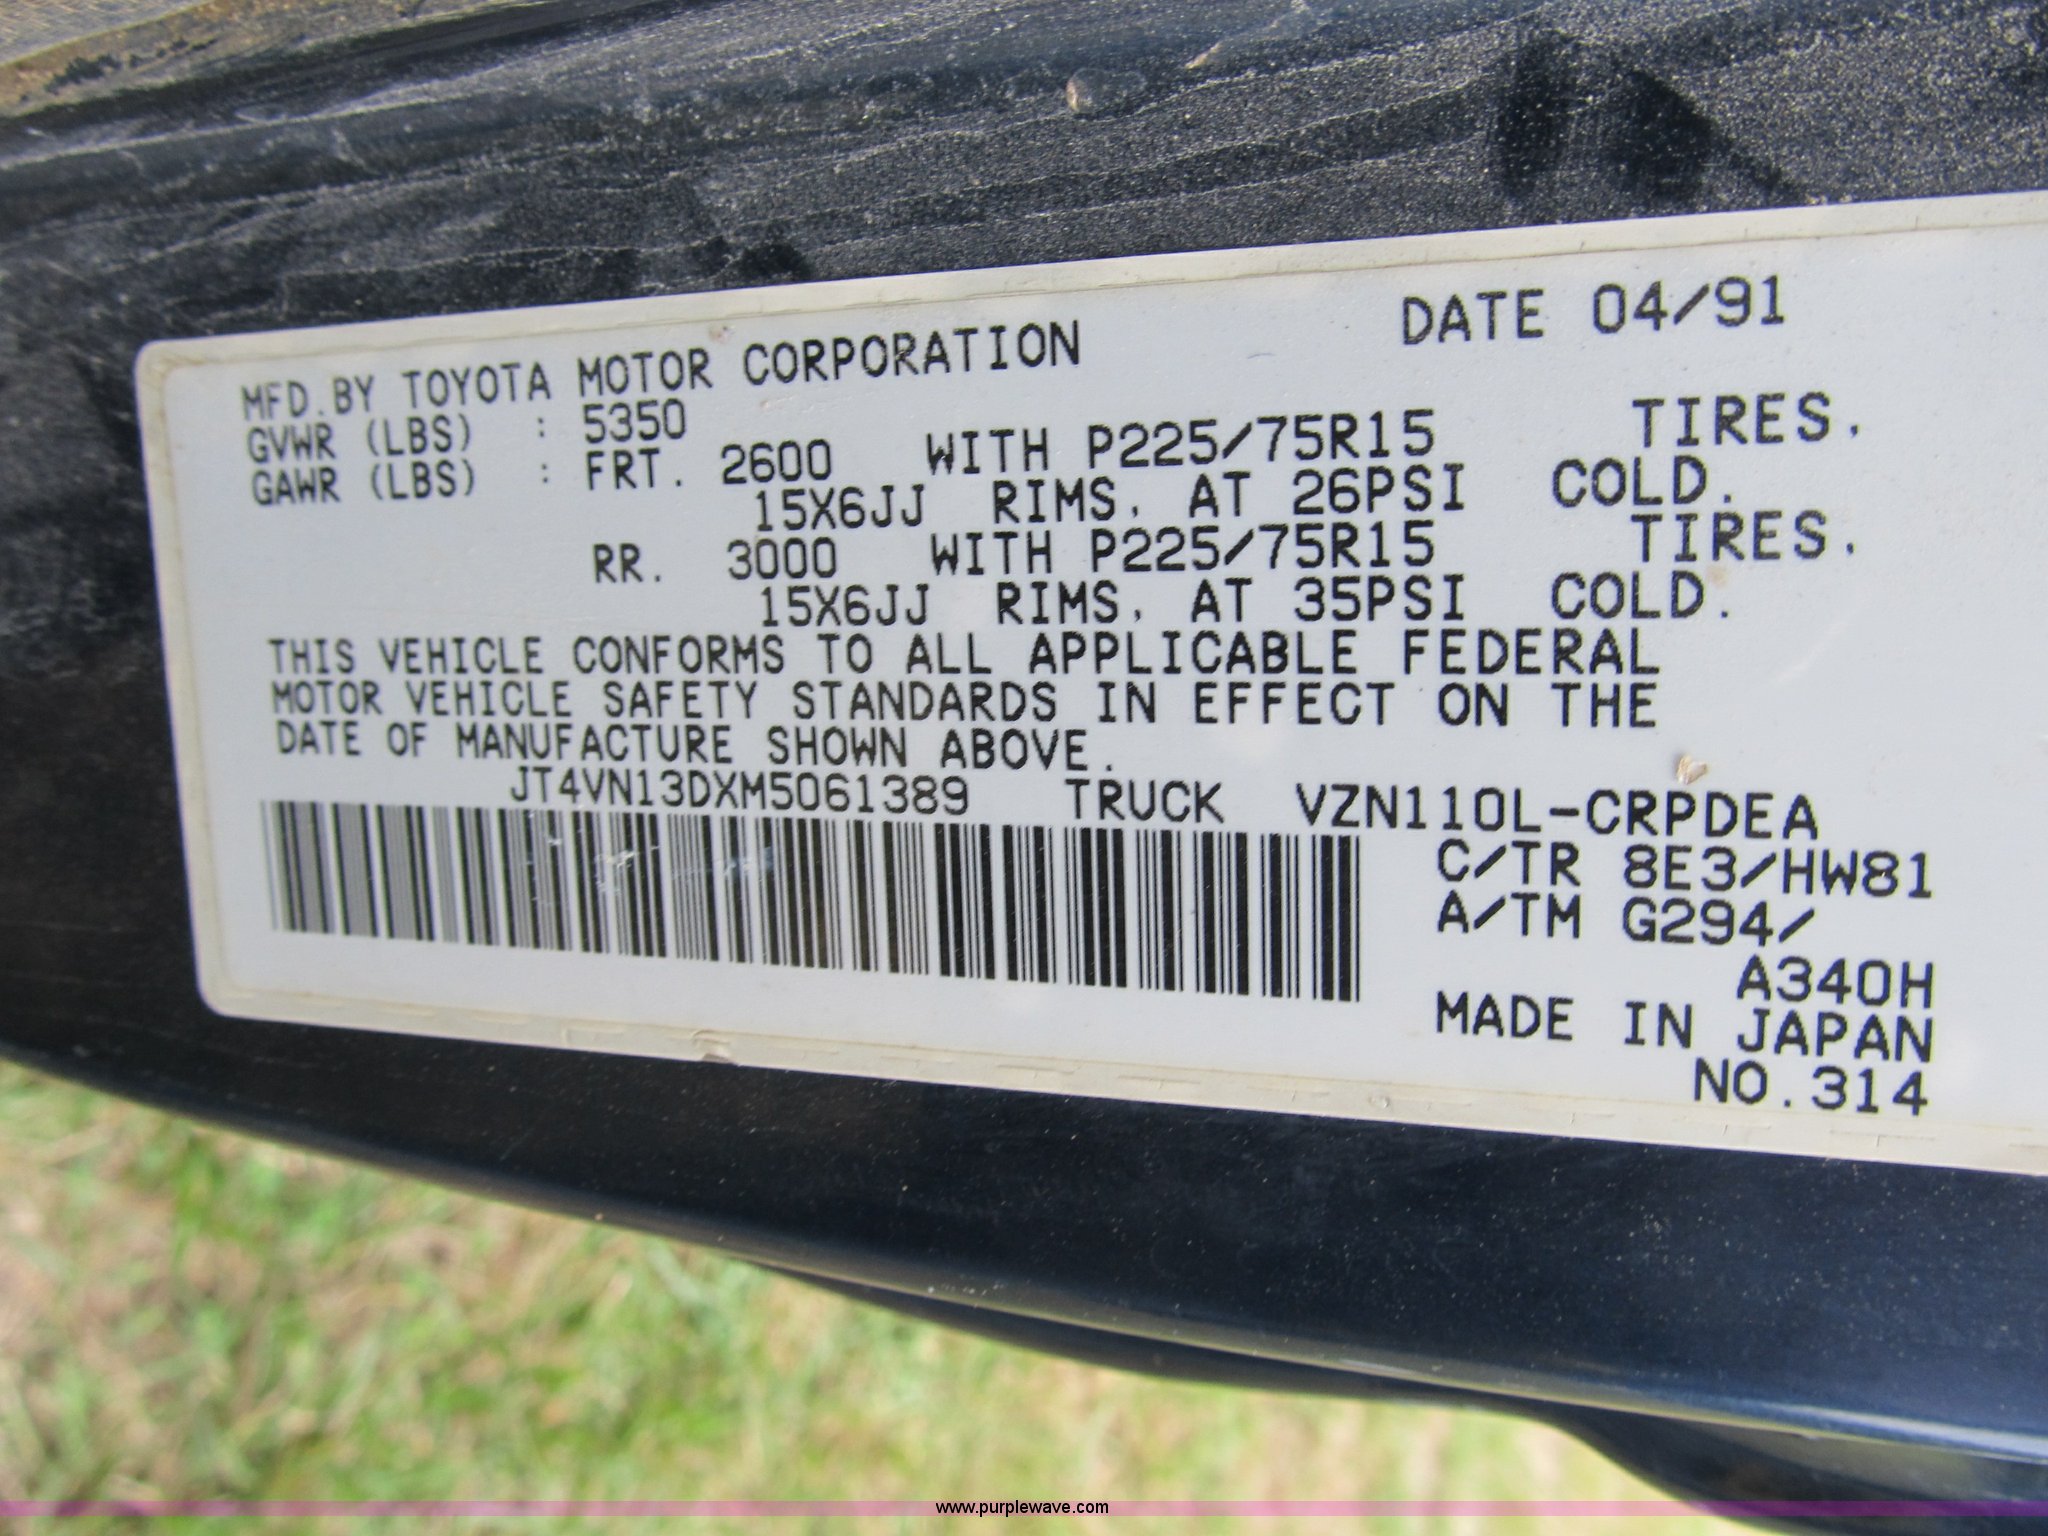 MFD.BY TOYOTA MOTOR CORPORATION DATE 04/91
GVWR (LBS) : 5350
GAWR (LBS) : FRT. 2600 WITH P225/75R15 TIRES.
15X6JJ RIMS. AT 26PSI COLD.
RR. 3000 WITH P225/75R15 TIRES.
15X6JJ RIMS. AT 35PSI COLD.
THIS VEHICLE CONFORMS TO ALL APPLICABLE FEDERAL
MOTOR VEHICLE SAFETY STANDARDS IN EFFECT ON THE
DATE OF MANUFACTURE SHOWN ABOVE.
JT4VN13DXM5061389 TRUCK VZN110L-CRPDEA
C/TR 8E3/HW81
A/TM G294/
A340H
MADE IN JAPAN
NO.314
www.purplewave.com